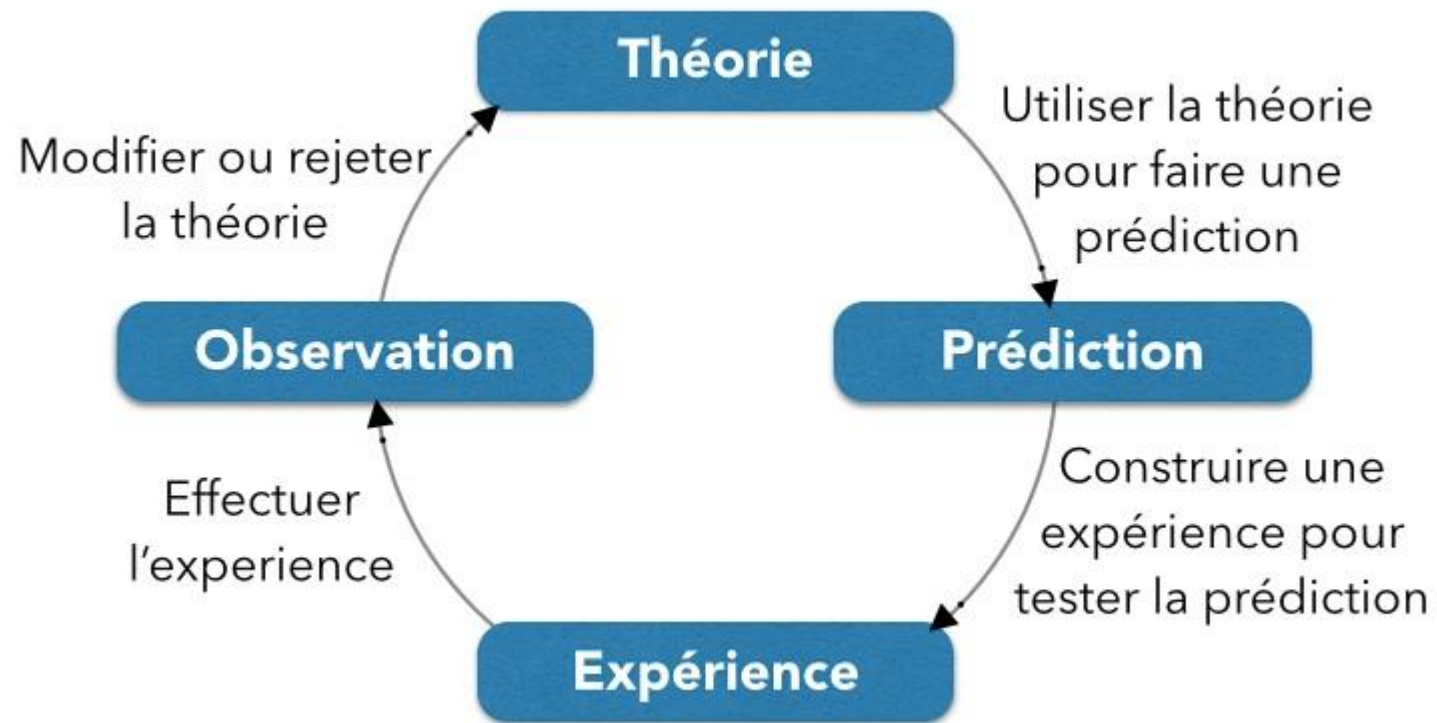 Théorie
Utiliser la théorie
pour faire une
prédiction
Prédiction
Construire une
expérience pour
tester la prédiction
Expérience
Effectuer
l'experience
Observation
Modifier ou rejeter
la théorie